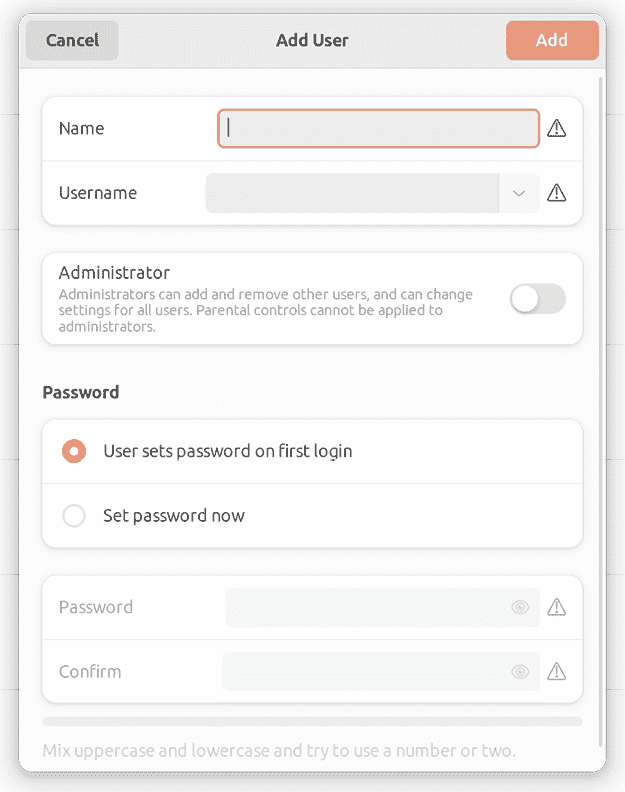 Cancel
Add User
Add
Name
Username
Administrator
Administrators can add and remove other users, and can change
settings for all users. Parental controls cannot be applied to
administrators.
Password
User sets password on first login
Set password now
Password
Confirm
Mix uppercase and lowercase and try to use a number or two.